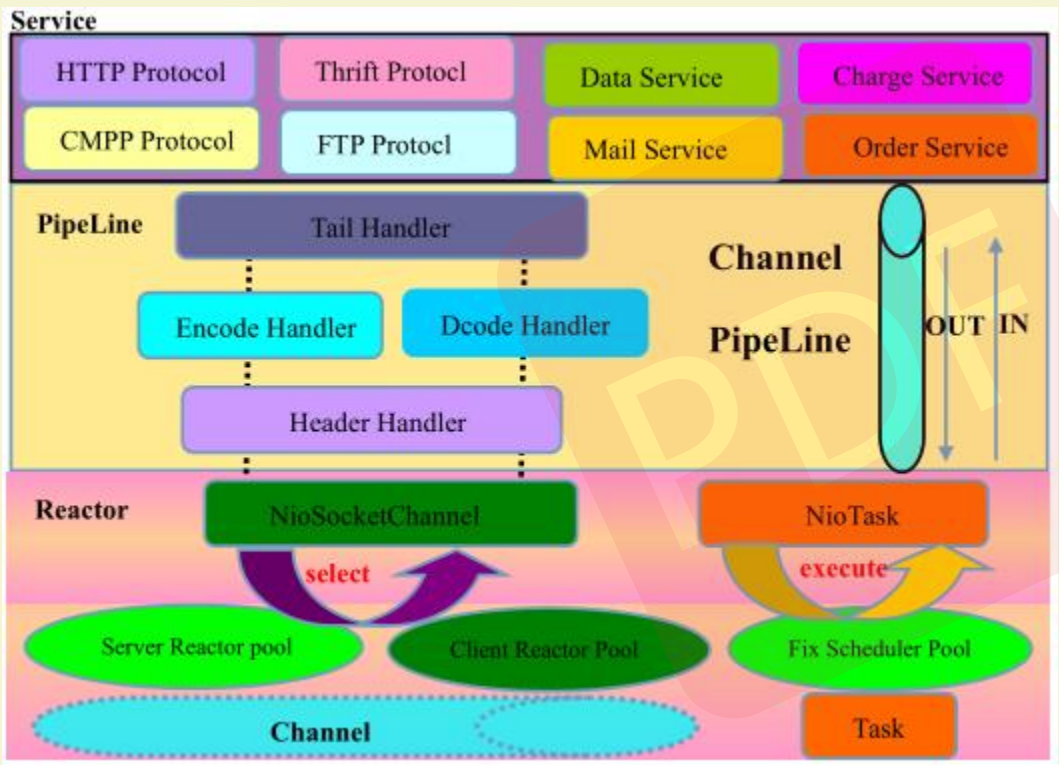 Service
HTTP Protocol
Thrift Protocl
Data Service
Charge Service
CMPP Protocol
FTP Protocl
Mail Service
Order Service
PipeLine
Tail Handler
Channel
PipeLine
Encode Handler
Dcode Handler
OUT
IN
Header Handler
Reactor
NioSocketChannel
NioTask
select
execute
Server Reactor pool
Client Reactor Pool
Fix Scheduler Pool
Channel
Task
PDF